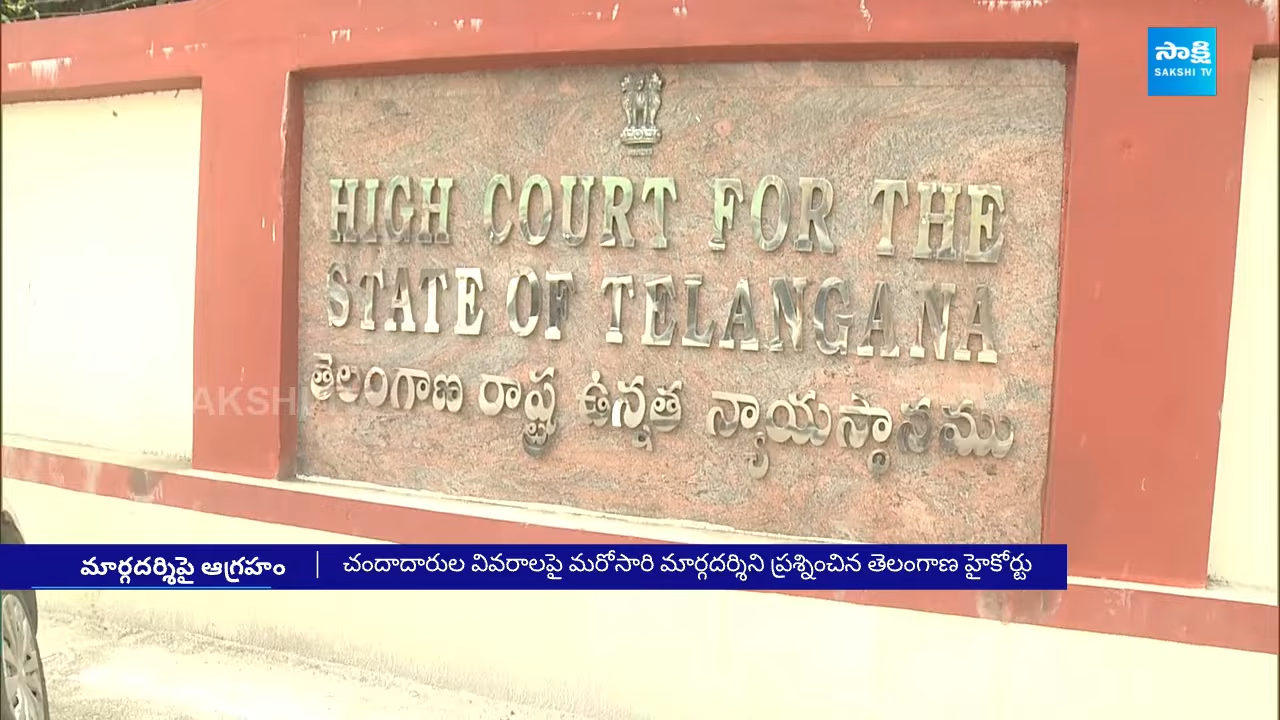 సాక్షి
SAKSHI TV
HIGH COURT FOR THE
STATE OF TELANGANA
తెలంగాణ రాష్ట్ర ఉన్నత న్యాయస్థానము
SAKSHI
మార్గదర్శిపై ఆగ్రహం | చందాదారుల వివరాలపై మరోసారి మార్గదర్శిని ప్రశ్నించిన తెలంగాణ హైకోర్టు